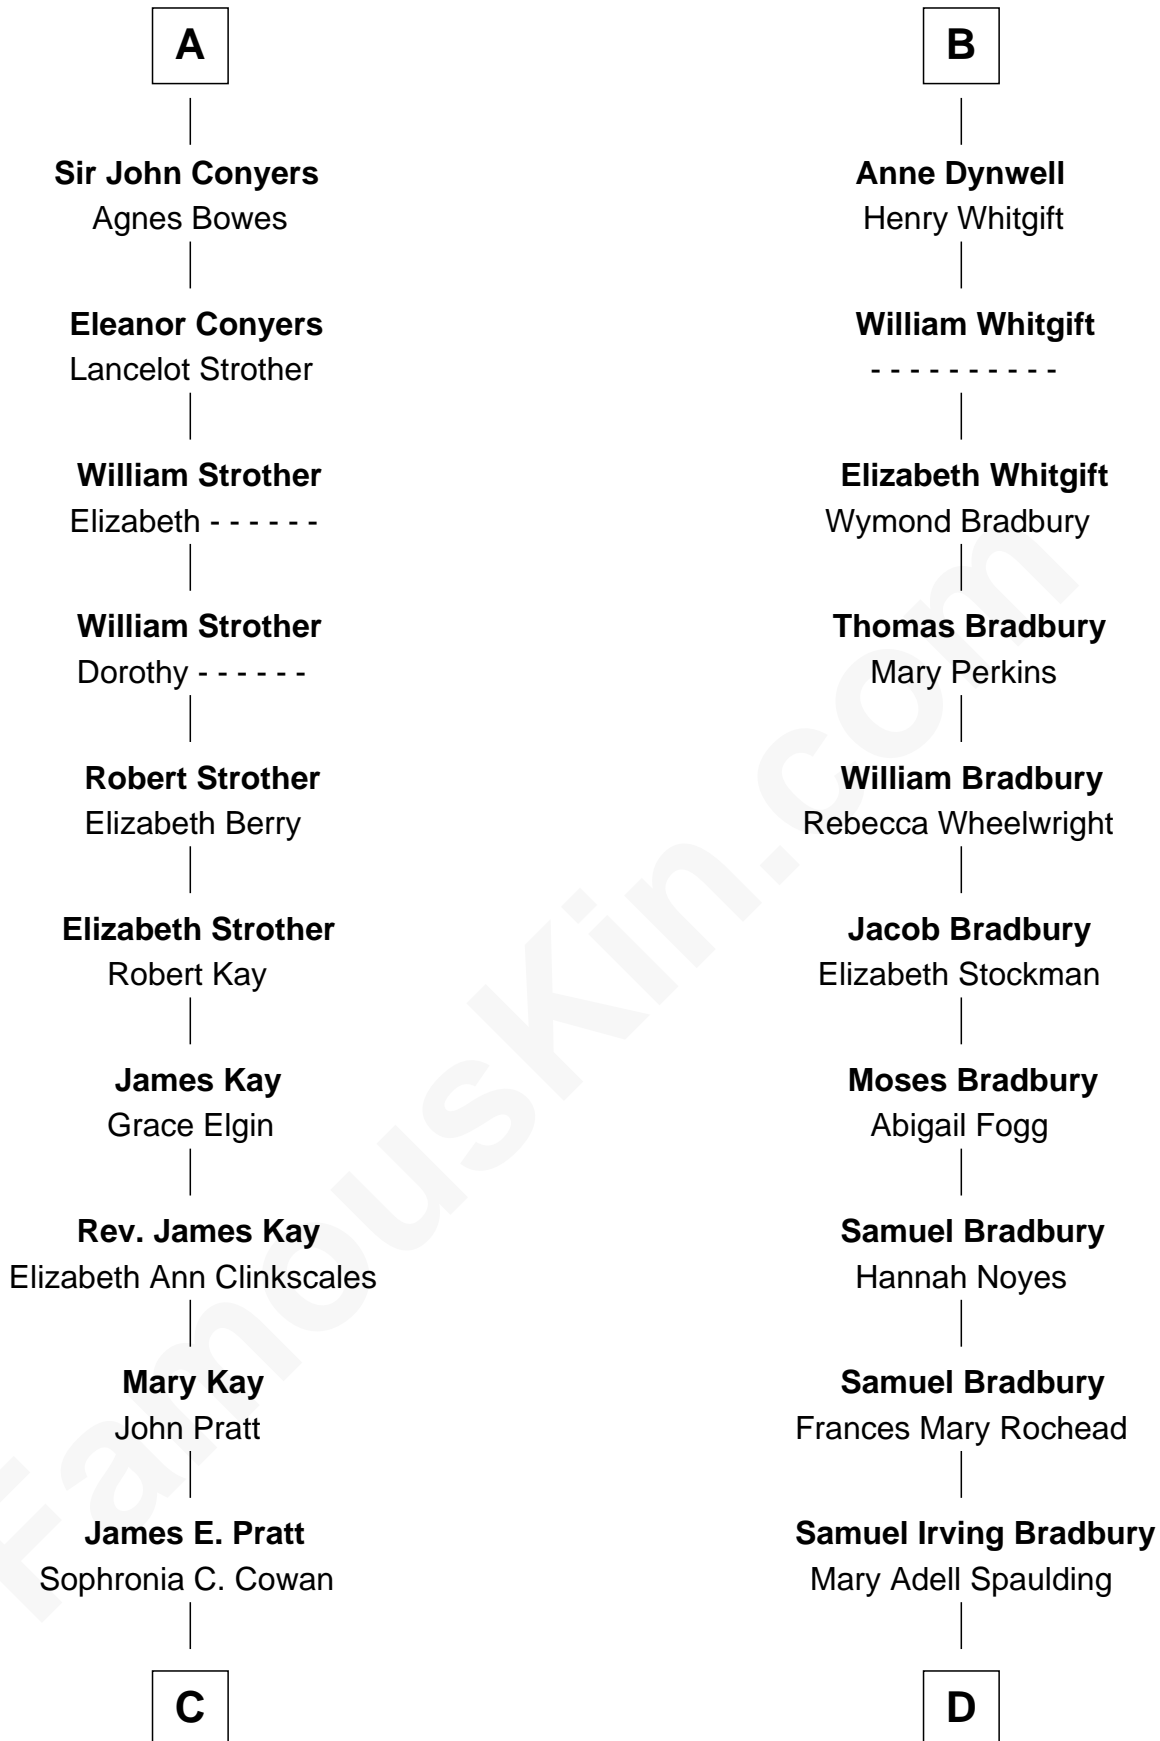 A
Sir John Conyers
Agnes Bowes
Eleanor Conyers
Lancelot Strother
William Strother
Elizabeth - - - - - -
William Strother
Dorothy - - - - - -
Robert Strother
Elizabeth Berry
Elizabeth Strother
Robert Kay
James Kay
Grace Elgin
Rev. James Kay
Elizabeth Ann Clinkscales
Mary Kay
John Pratt
James E. Pratt
Sophronia C. Cowan
C
B
Anne Dynwell
Henry Whitgift
William Whitgift
- - - - - - - - - -
Elizabeth Whitgift
Wymond Bradbury
Thomas Bradbury
Mary Perkins
William Bradbury
Rebecca Wheelwright
Jacob Bradbury
Elizabeth Stockman
Moses Bradbury
Abigail Fogg
Samuel Bradbury
Hannah Noyes
Samuel Bradbury
Frances Mary Rochead
Samuel Irving Bradbury
Mary Adell Spaulding
D
FamousKin.com